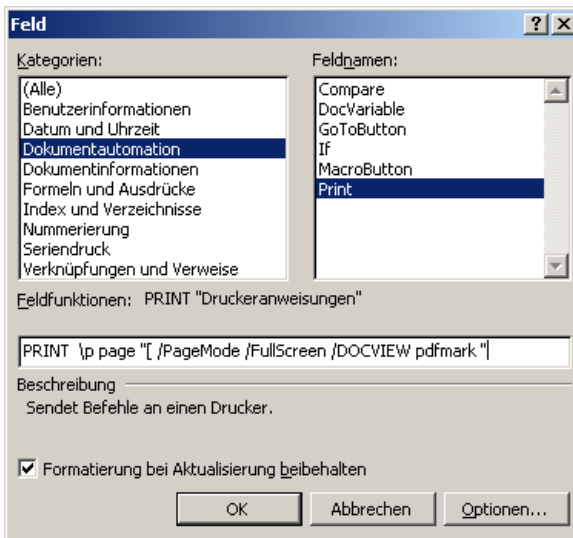 Feld
Kategorien:
Feldnamen:
(Alle)
Benutzerinformationen
Datum und Uhrzeit
Dokumentautomation
Dokumentinformationen
Formeln und Ausdrücke
Index und Verzeichnisse
Nummerierung
Seriendruck
Verknüpfungen und Verweise
Compare
DocVariable
GoToButton
If
MacroButton
Print
Feldfunktionen: PRINT "Druckeranweisungen"
PRINT \p page "[ /PageMode /FullScreen /DOCVIEW pdfmark "
Beschreibung
Sendet Befehle an einen Drucker.
Formatierung bei Aktualisierung beibehalten
OK Abbrechen Optionen...